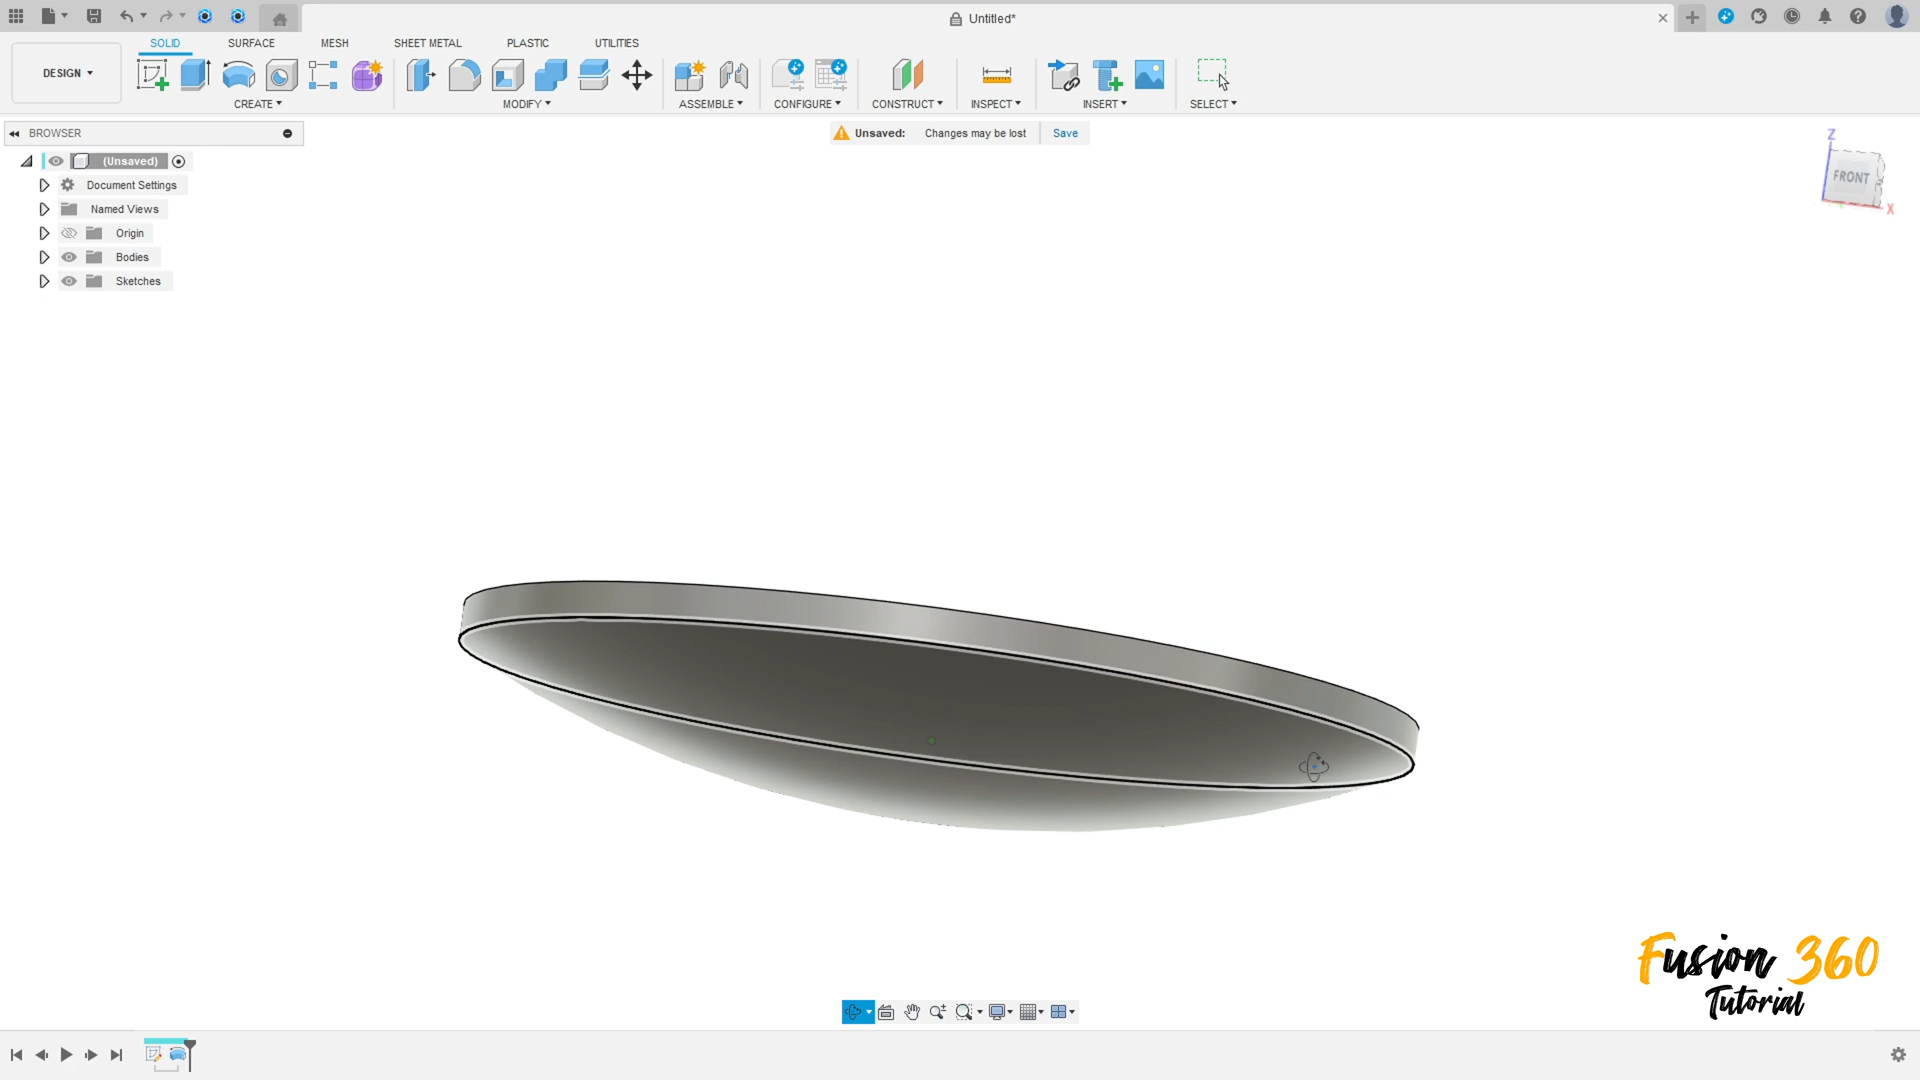 Untitled*
SOLID SURFACE MESH SHEET METAL PLASTIC UTILITIES
DESIGN
CREATE MODIFY ASSEMBLE CONFIGURE CONSTRUCT INSPECT INSERT SELECT
BROWSER
Unsaved: Changes may be lost Save
(Unsaved)
Document Settings
Named Views
Origin
Bodies
Sketches
Z
FRONT
X
Fusion 360
Tutorial